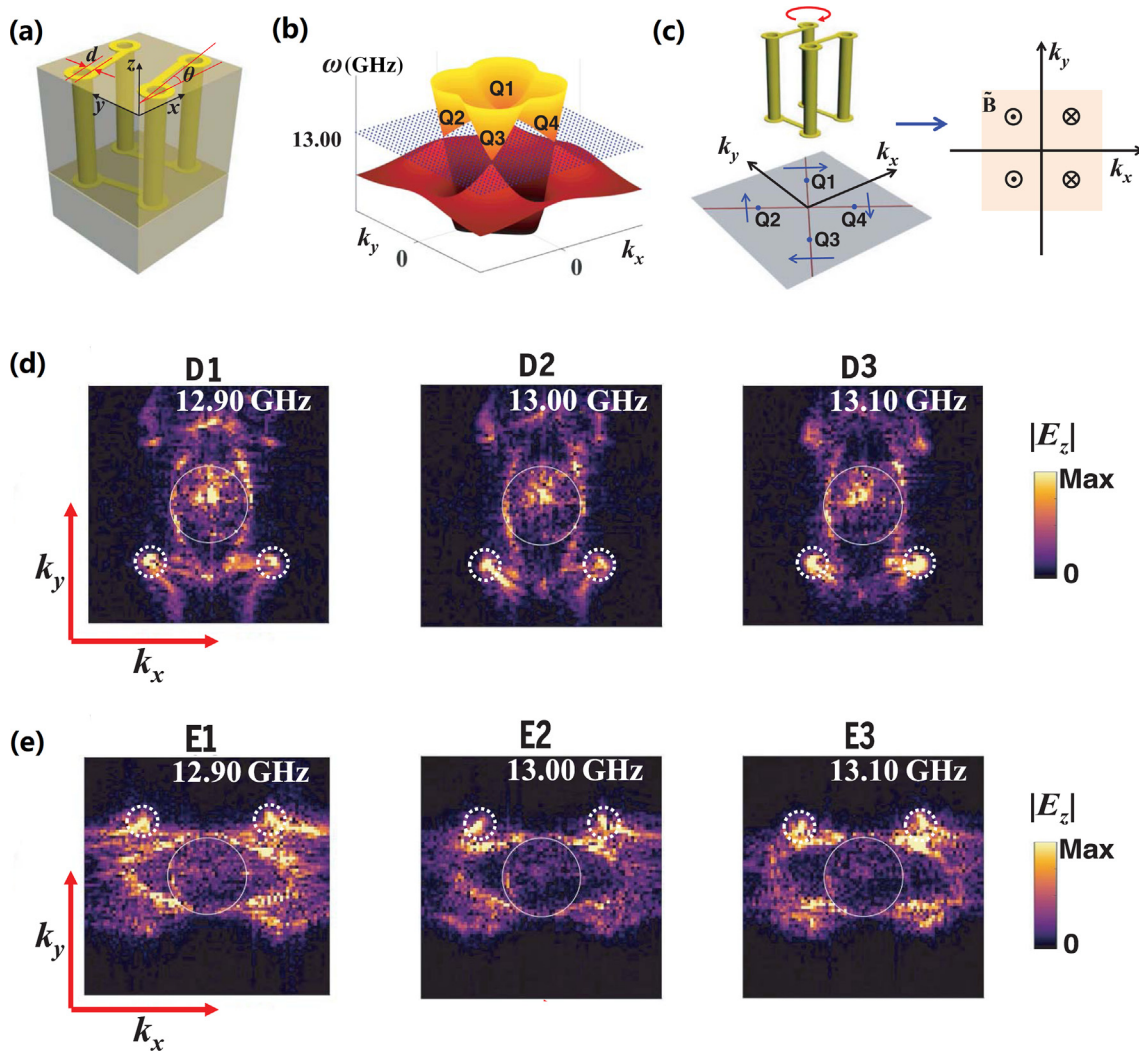 (a)
d
z
θ
y
x
(b)
ω(GHz)
13.00
Q1
Q2
Q3
Q4
k_y
0
0
k_x
(c)
k_y
k_x
Q1
Q2
Q4
Q3
k_y
B̃
k_x
(d)
D1
12.90 GHz
D2
13.00 GHz
D3
13.10 GHz
|E_z|
Max
0
k_y
k_x
(e)
E1
12.90 GHz
E2
13.00 GHz
E3
13.10 GHz
|E_z|
Max
0
k_y
k_x